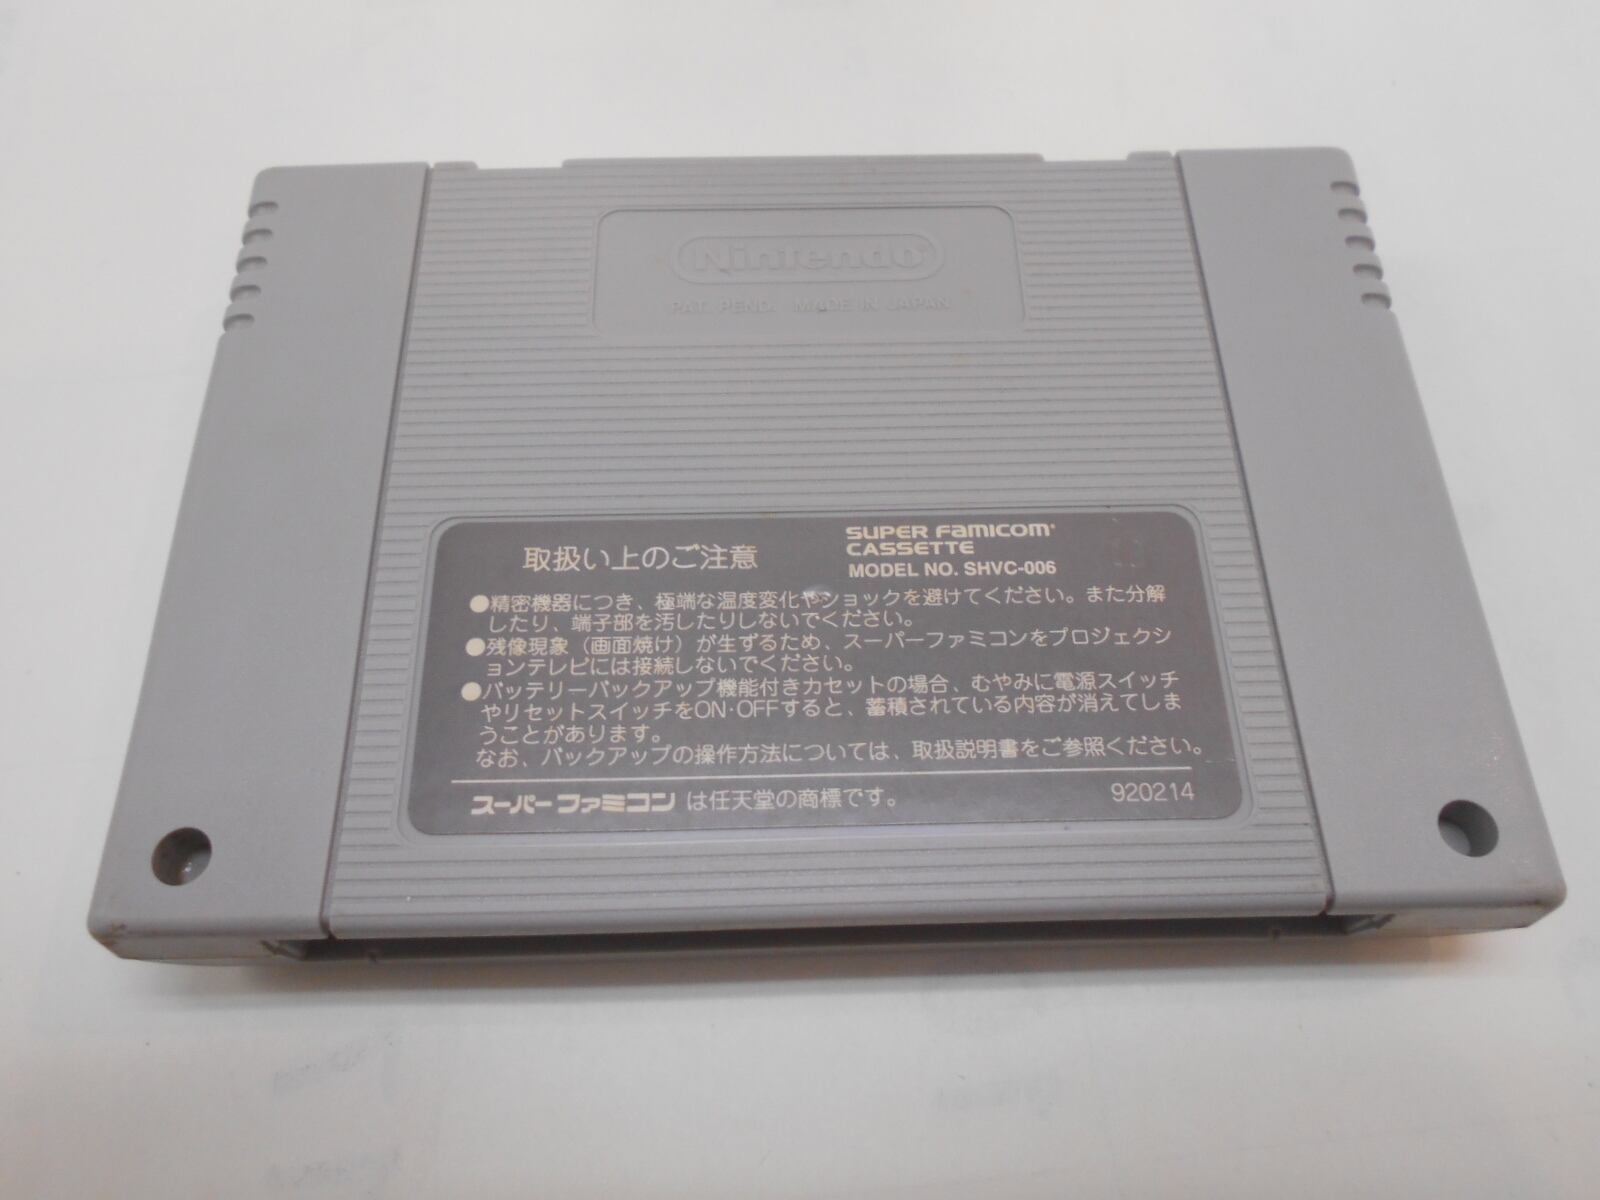 Nintendo
PAT. PEND. MADE IN JAPAN
取扱い上のご注意
SUPER FAMICOM
CASSETTE
MODEL NO. SHVC-006
●精密機器につき、極端な温度変化やショックを避けてください。また分解
したり、端子部を汚したりしないでください。
●残像現象（画面焼け）が生ずるため、スーパーファミコンをプロジェクシ
ョンテレビには接続しないでください。
●バッテリーバックアップ機能付きカセットの場合、むやみに電源スイッチ
やリセットスイッチをON・OFFすると、蓄積されている内容が消えてしま
うことがあります。
なお、バックアップの操作方法については、取扱説明書をご参照ください。
スーパーファミコン は任天堂の商標です。
920214